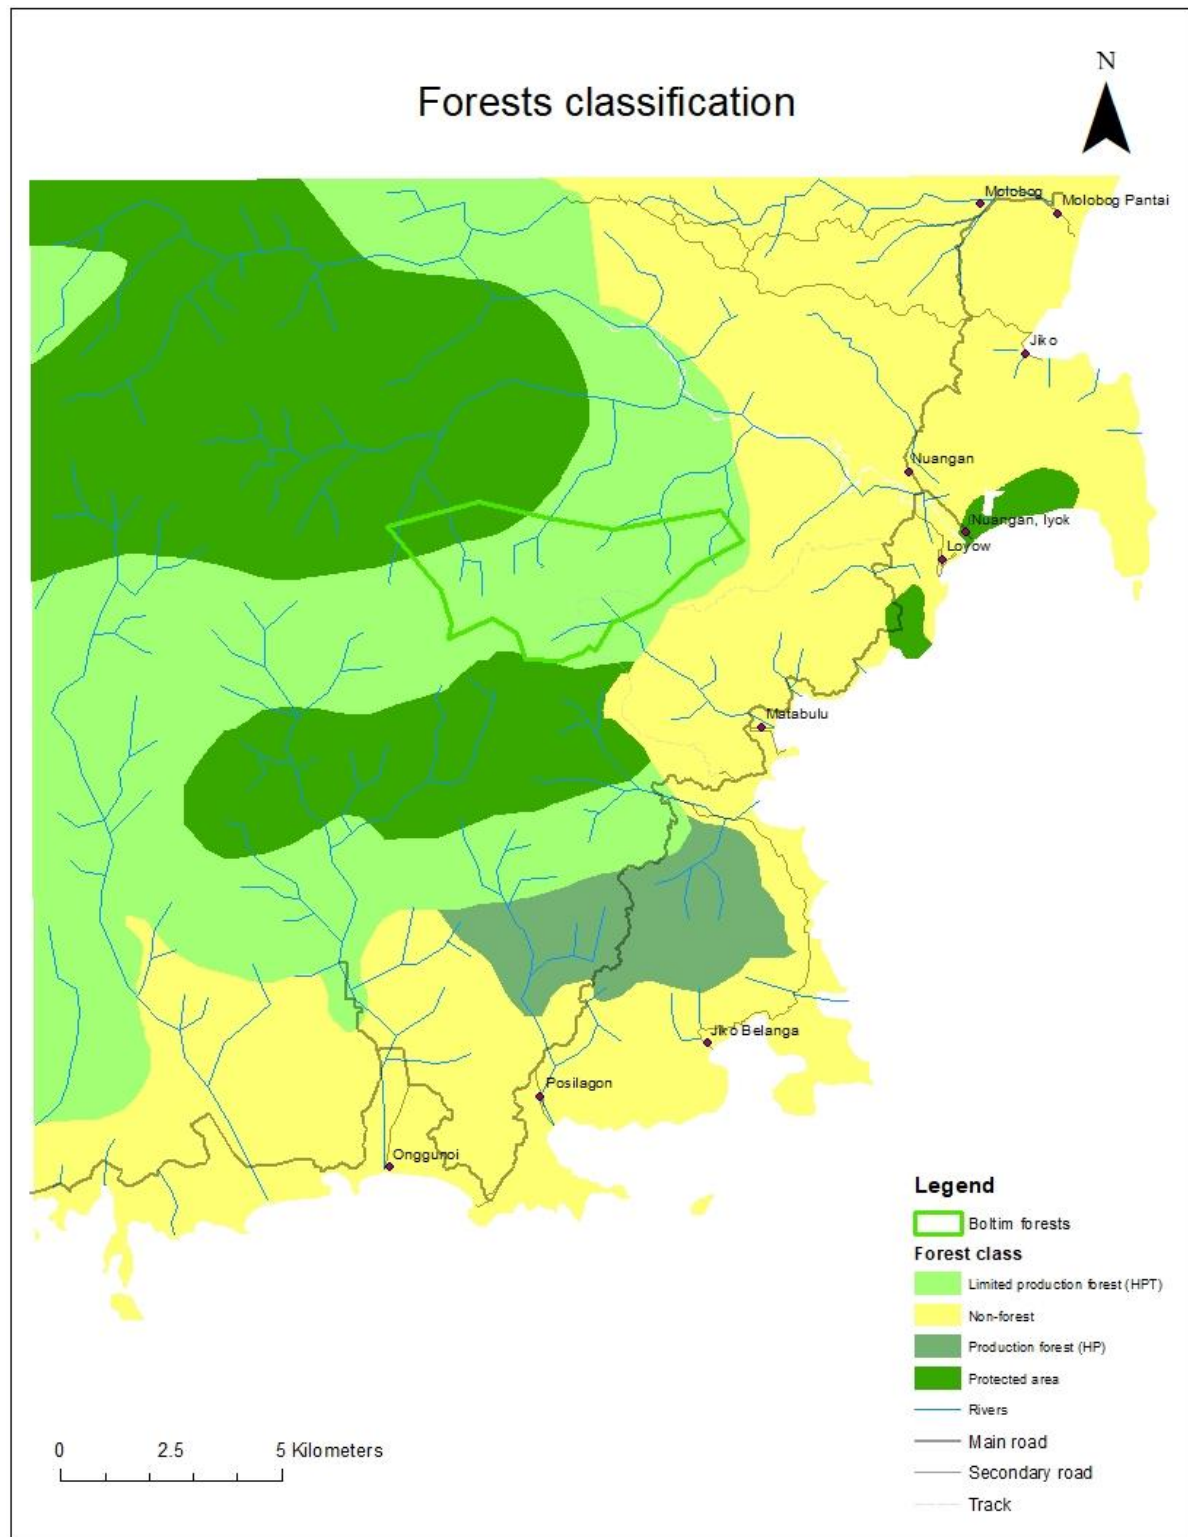 N
Forests classification
Motobog
Molobog Pantai
Jiko
Nuangan
Nuangan, Iyok
Loyow
Matabulu
Jiko Belanga
Posilagon
Onggunoi
Legend
Boltim forests
Forest class
Limited production forest (HPT)
Non-forest
Production forest (HP)
Protected area
Rivers
Main road
Secondary road
Track
0 2.5 5 Kilometers